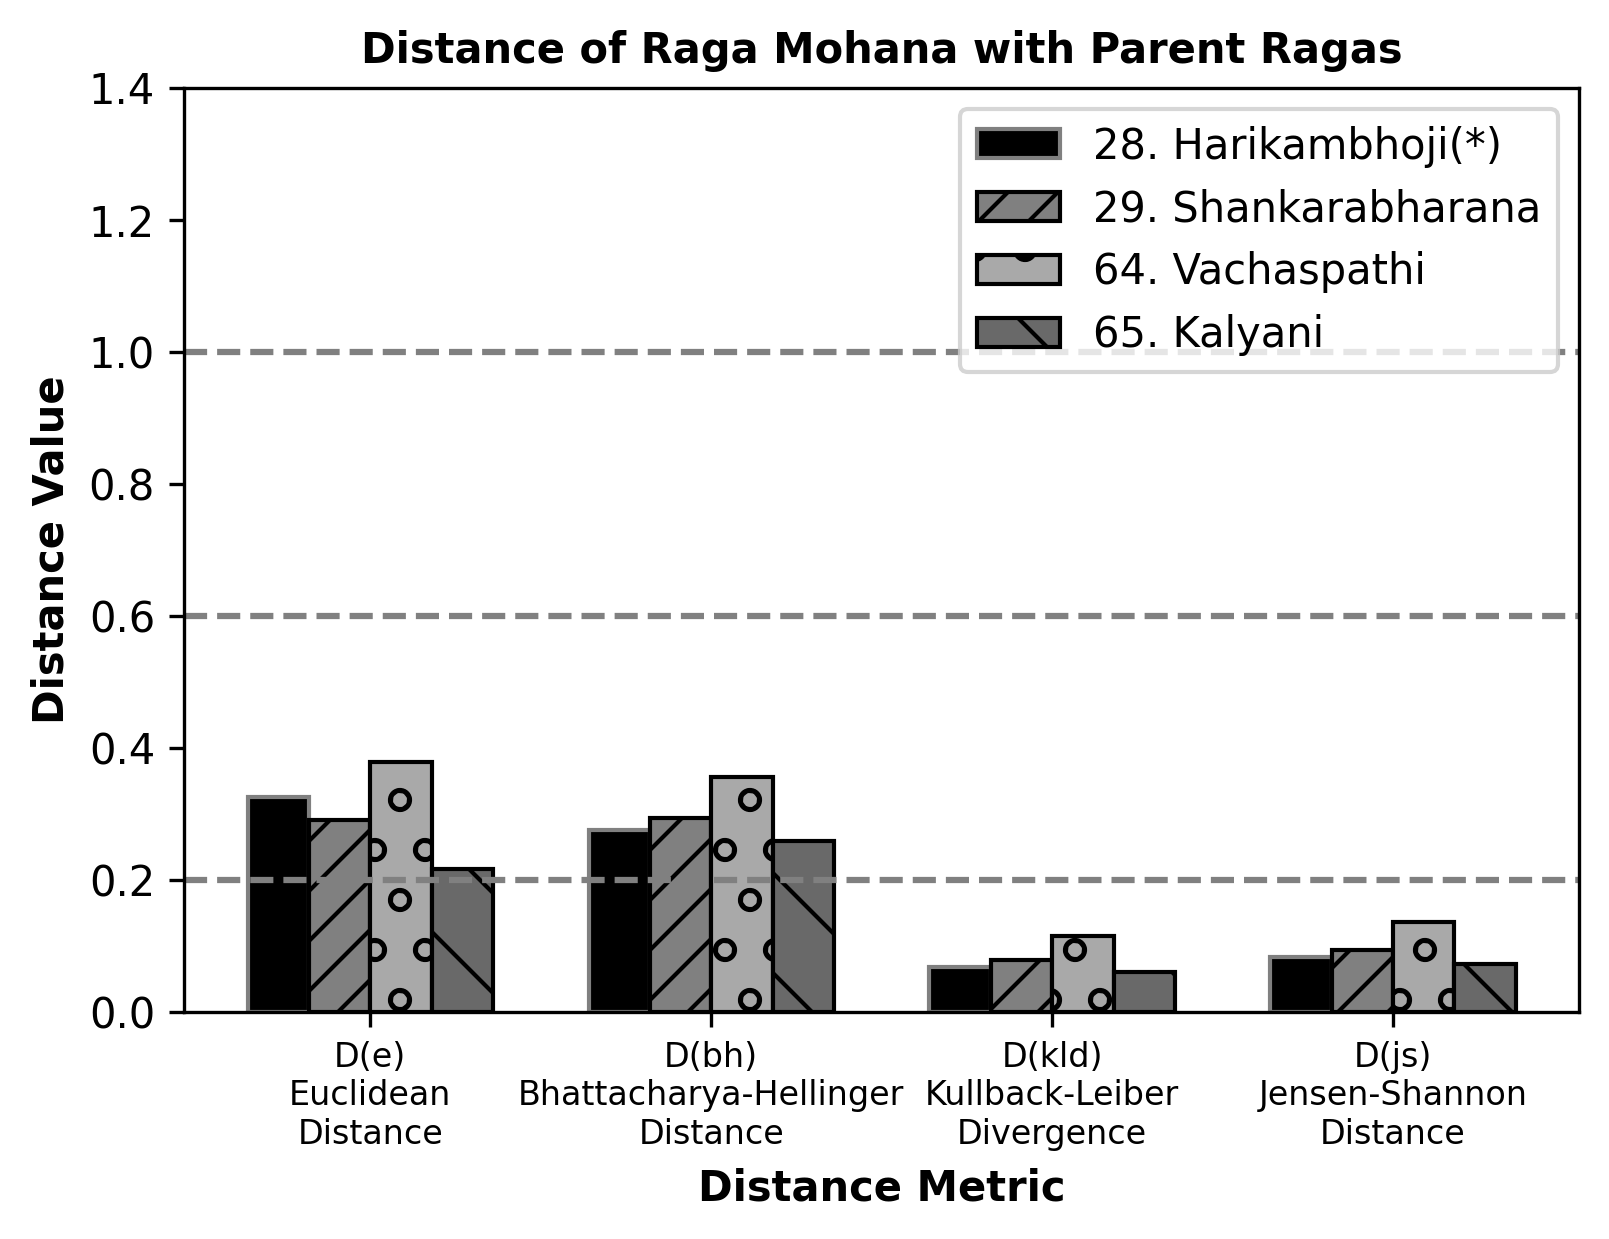 Distance of Raga Mohana with Parent Ragas
28. Harikambhoji(*)
29. Shankarabharana
64. Vachaspathi
65. Kalyani
Distance Value
1.4
1.2
1.0
0.8
0.6
0.4
0.2
0.0
D(e)
Euclidean
Distance
D(bh)
Bhattacharya-Hellinger
Distance
D(kld)
Kullback-Leiber
Divergence
D(js)
Jensen-Shannon
Distance
Distance Metric